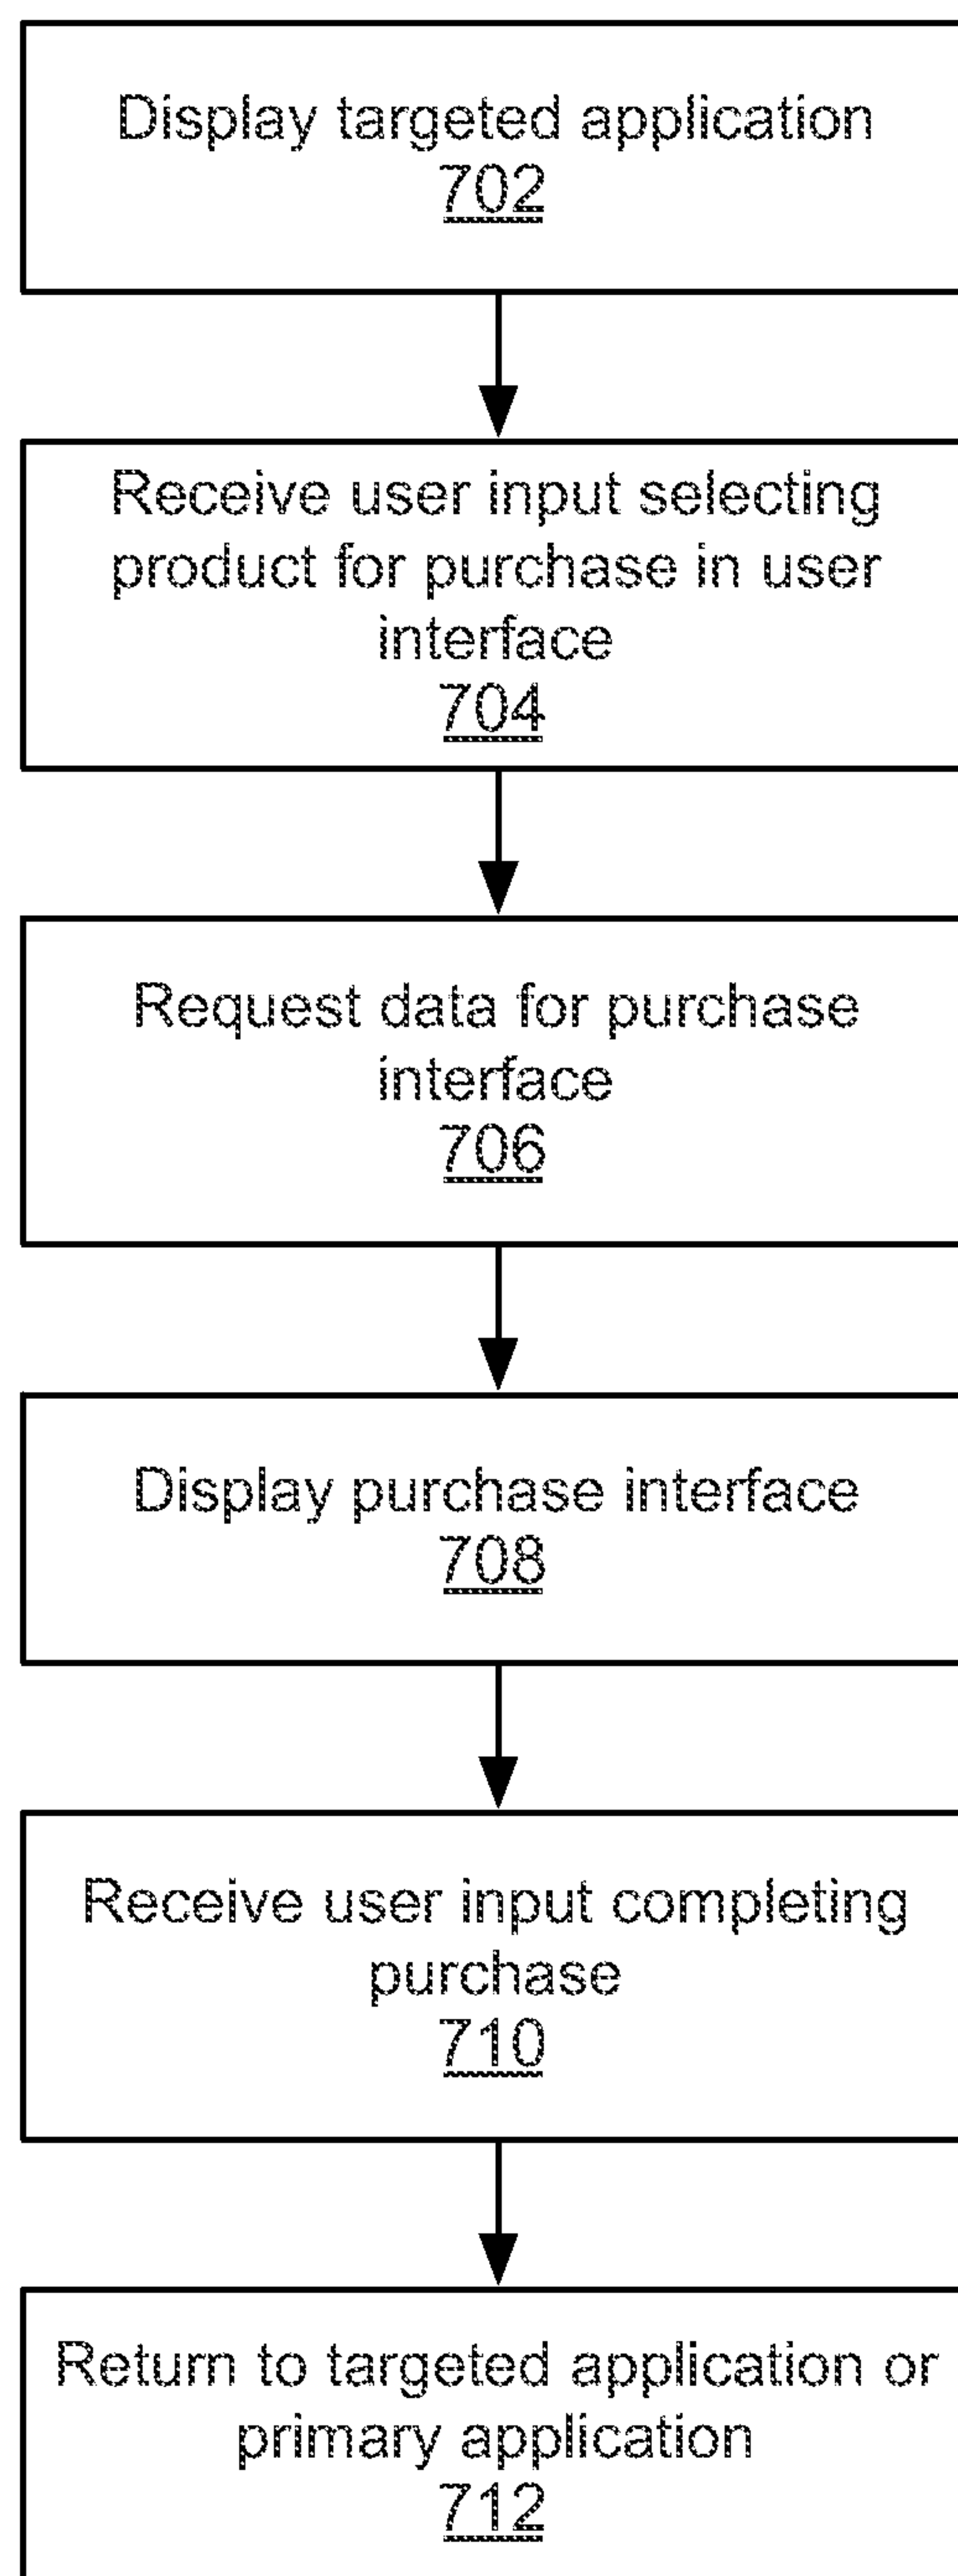 Display targeted application
702
Receive user input selecting
product for purchase in user
interface
704
Request data for purchase
interface
706
Display purchase interface
708
Receive user input completing
purchase
710
Return to targeted application or
primary application
712